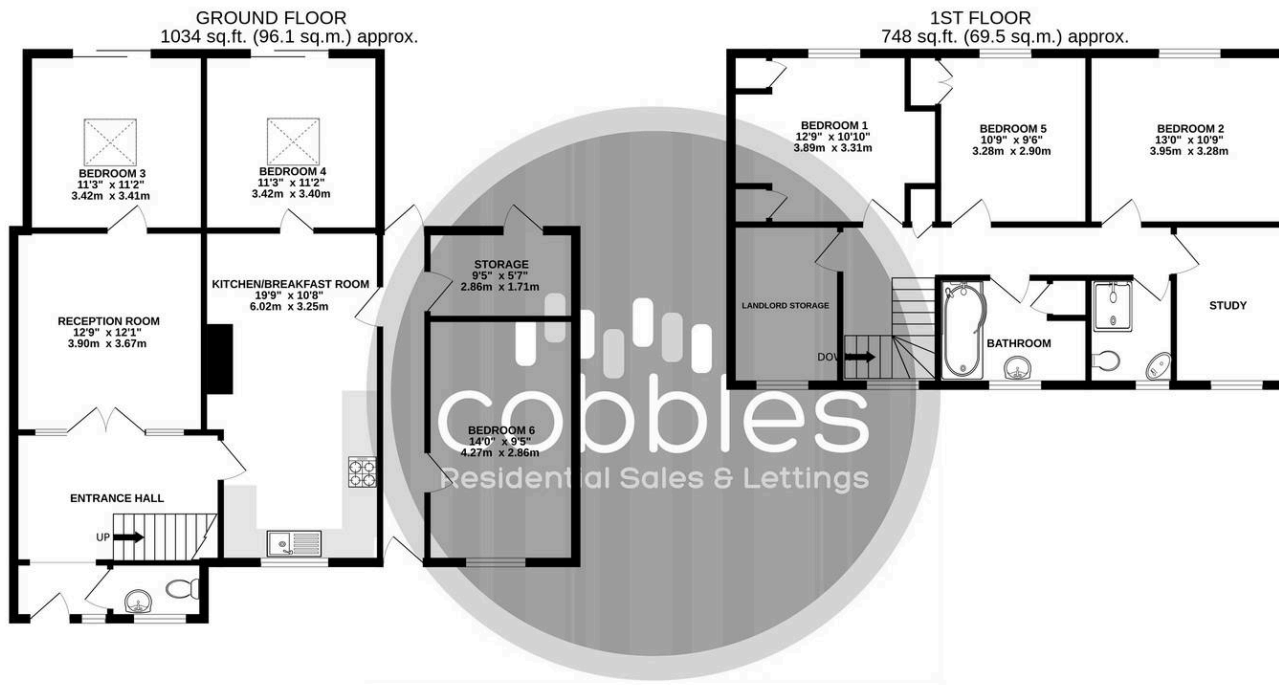 GROUND FLOOR
1034 sq.ft. (96.1 sq.m.) approx.
BEDROOM 3
11'3" x 11'2"
3.42m x 3.41m
BEDROOM 4
11'3" x 11'2"
3.42m x 3.40m
RECEPTION ROOM
12'9" x 12'1"
3.90m x 3.67m
KITCHEN/BREAKFAST ROOM
19'9" x 10'8"
6.02m x 3.25m
STORAGE
9'5" x 5'7"
2.86m x 1.71m
BEDROOM 6
14'0" x 9'5"
4.27m x 2.86m
ENTRANCE HALL
UP
1ST FLOOR
748 sq.ft. (69.5 sq.m.) approx.
BEDROOM 1
12'9" x 10'10"
3.89m x 3.31m
BEDROOM 5
10'9" x 9'6"
3.28m x 2.90m
BEDROOM 2
13'0" x 10'9"
3.95m x 3.28m
LANDLORD STORAGE
DOWN
BATHROOM
STUDY
cobbles
Residential Sales & Lettings